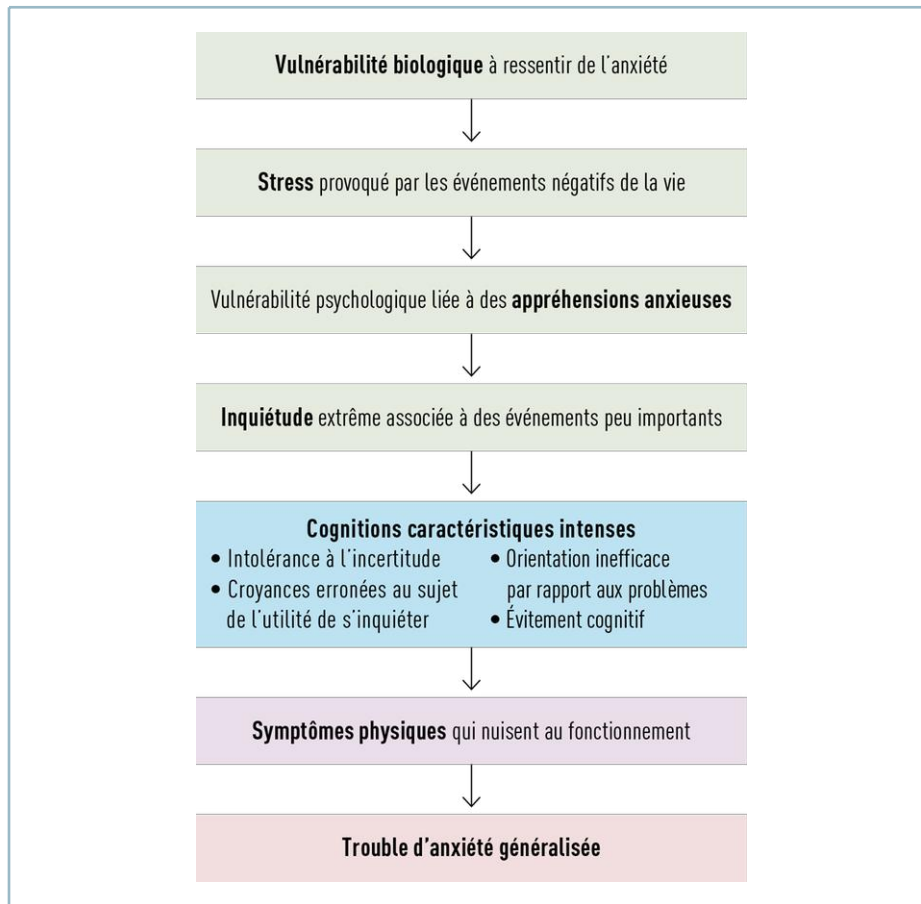 Vulnérabilité biologique à ressentir de l'anxiété
Stress provoqué par les événements négatifs de la vie
Vulnérabilité psychologique liée à des appréhensions anxieuses
Inquiétude extrême associée à des événements peu importants
Cognitions caractéristiques intenses
• Intolérance à l'incertitude
• Croyances erronées au sujet
de l'utilité de s'inquiéter
• Orientation inefficace
par rapport aux problèmes
• Évitement cognitif
Symptômes physiques qui nuisent au fonctionnement
Trouble d'anxiété généralisée